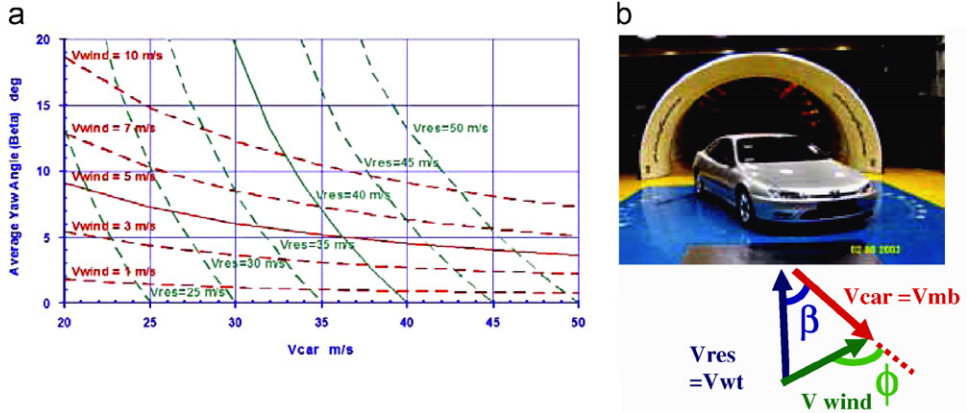 a
b
20
15
10
5
0
Average Yaw Angle (Beta) deg
Vwind = 10 m/s
Vwind = 7 m/s
Vwind = 5 m/s
Vwind = 3 m/s
Vwind = 1 m/s
Vres=50 m/s
Vres=45 m/s
Vres=40 m/s
Vres=35 m/s
Vres=30 m/s
Vres=25 m/s
20 25 30 35 40 45 50
Vcar m/s
Vcar =Vmb
β
Vres
=Vwt
ϕ
V wind